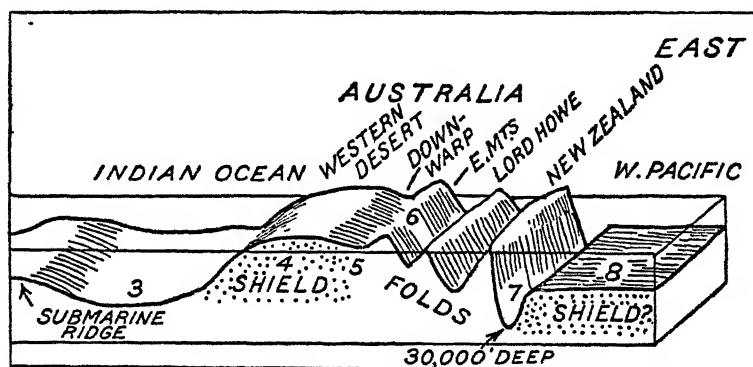 EAST
AUSTRALIA
INDIAN OCEAN
WESTERN
DESERT
DOWN-
WARP
E. MTS.
LORD HOWE
NEW ZEALAND
W. PACIFIC
3
4
5
6
7
8
SHIELD
FOLDS
SHIELD?
SUBMARINE
RIDGE
30,000' DEEP